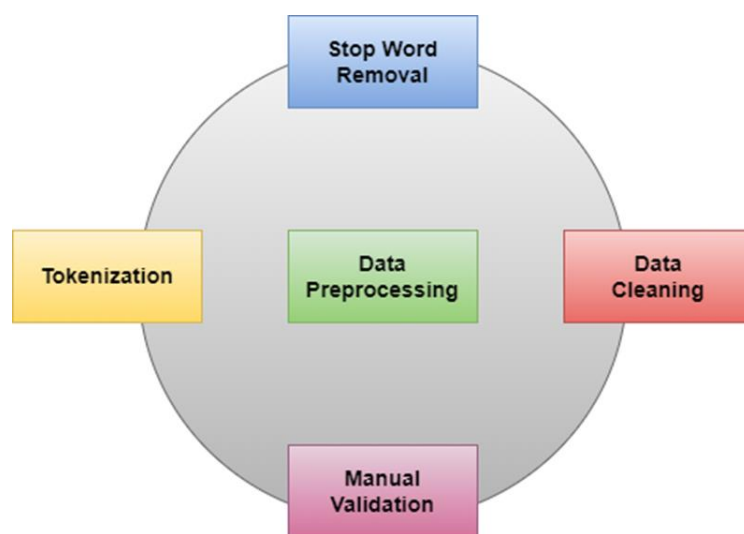 Stop Word
Removal
Tokenization
Data
Preprocessing
Data
Cleaning
Manual
Validation